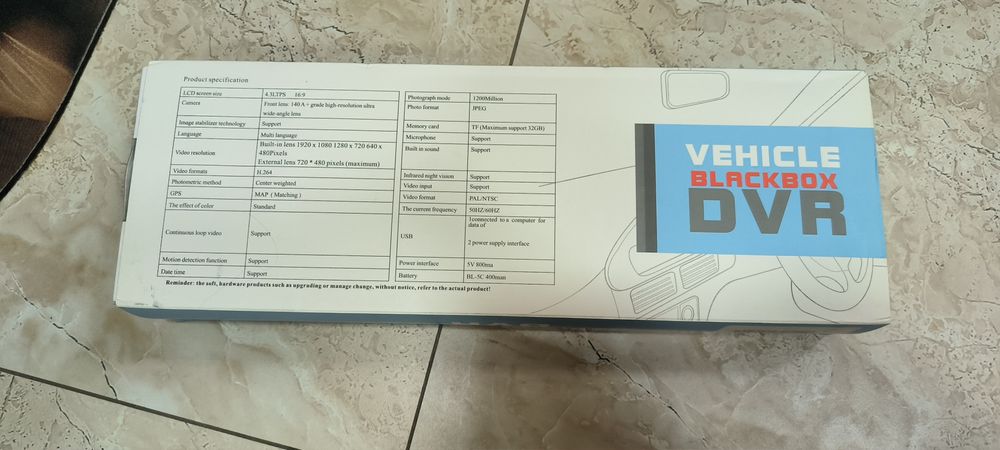 Product specification
LCD screen size 4.3LTPS 16:9
Camera Front lens: 140 A + grade high-resolution ultra
wide-angle lens
Image stabilizer technology Support
Language Multi language
Video resolution Built-in lens 1920 x 1080 1280 x 720 640 x
480Pixels
External lens 720 * 480 pixels (maximum)
Video formats H.264
Photometric method Center weighted
GPS MAP ( Matching )
The effect of color Standard
Continuous loop video Support
Motion detection function Support
Date time Support
Photograph mode 1200Million
Photo format JPEG
Memory card TF (Maximum support 32GB)
Microphone Support
Built in sound Support
Infrared night vision Support
Video input Support
Video format PAL/NTSC
The current frequency 50HZ/60HZ
USB 1connected to a computer for
data of
2 power supply interface
Power interface 5V 800ma
Battery BL-5C 400man
Reminder: the soft, hardware products such as upgrading or manage change, without notice, refer to the actual product!
VEHICLE
BLACKBOX
DVR